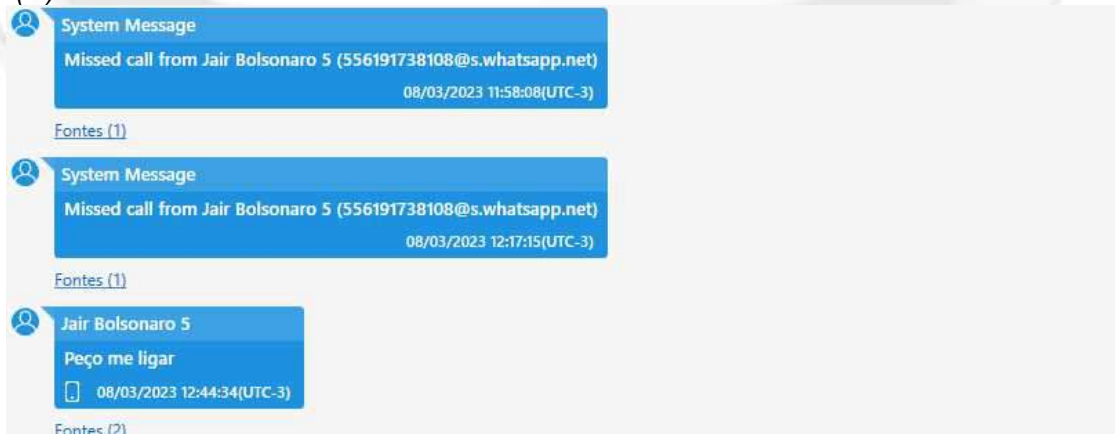 System Message
Missed call from Jair Bolsonaro 5 (556191738108@s.whatsapp.net)
08/03/2023 11:58:08(UTC-3)
Fontes (1)
System Message
Missed call from Jair Bolsonaro 5 (556191738108@s.whatsapp.net)
08/03/2023 12:17:15(UTC-3)
Fontes (1)
Jair Bolsonaro 5
Peço me ligar
08/03/2023 12:44:34(UTC-3)
Fontes (2)